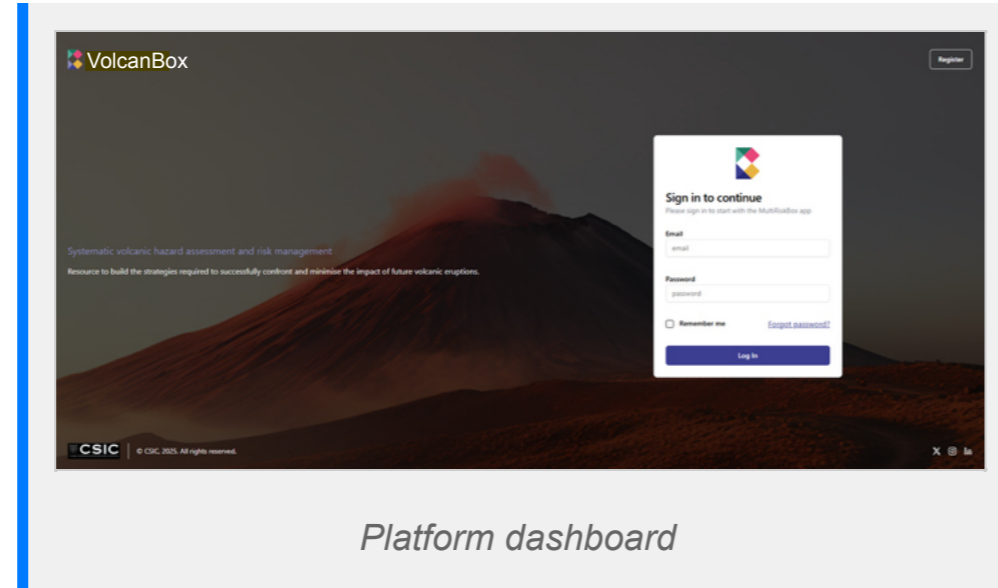 VolcanBox
Register
Sign in to continue
Please sign in to start with the MultiRiskBox app
Email
email
Systematic volcanic hazard assessment and risk management
Resource to build the strategies required to successfully confront and minimise the impact of future volcanic eruptions.
Password
password
Remember me
Forgot password?
Log In
CSIC
© CSIC, 2025. All rights reserved.
X
Platform dashboard